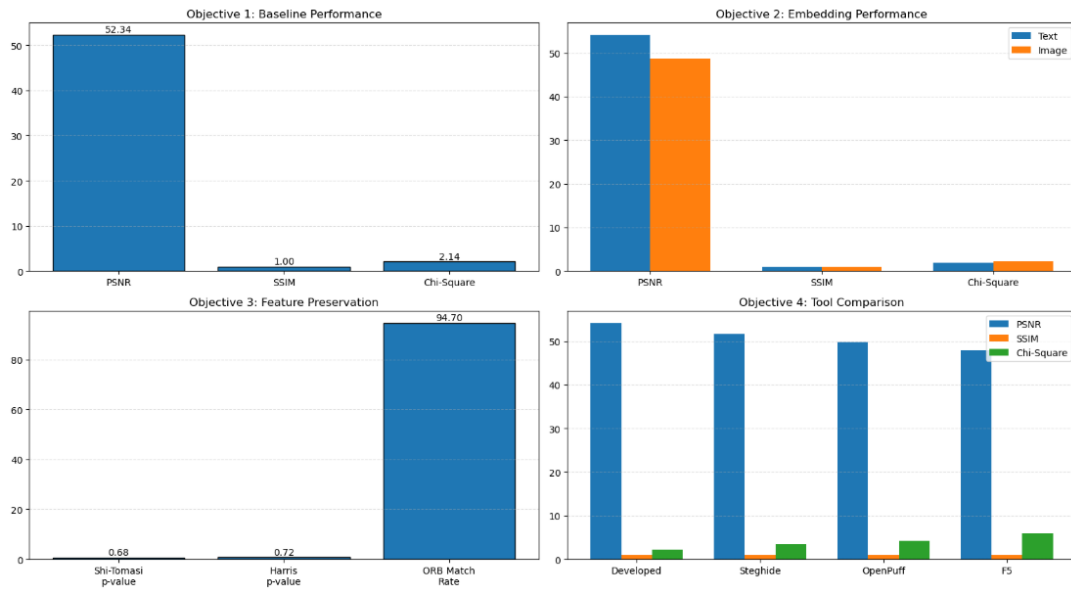 Objective 1: Baseline Performance
52.34
1.00
2.14
50
40
30
20
10
0
PSNR
SSIM
Chi-Square
Objective 2: Embedding Performance
Text
Image
50
40
30
20
10
0
PSNR
SSIM
Chi-Square
Objective 3: Feature Preservation
94.70
0.68
0.72
80
60
40
20
0
Shi-Tomasi
p-value
Harris
p-value
ORB Match
Rate
Objective 4: Tool Comparison
PSNR
SSIM
Chi-Square
50
40
30
20
10
0
Developed
Steghide
OpenPuff
F5